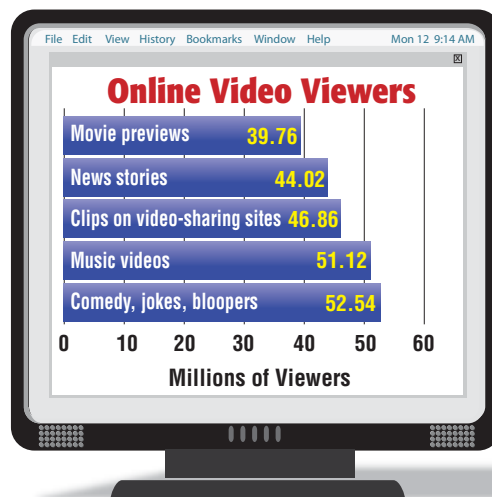 File Edit View History Bookmarks Window Help Mon 12 9:14 AM
Online Video Viewers
Movie previews 39.76
News stories 44.02
Clips on video-sharing sites 46.86
Music videos 51.12
Comedy, jokes, bloopers 52.54
0 10 20 30 40 50 60
Millions of Viewers